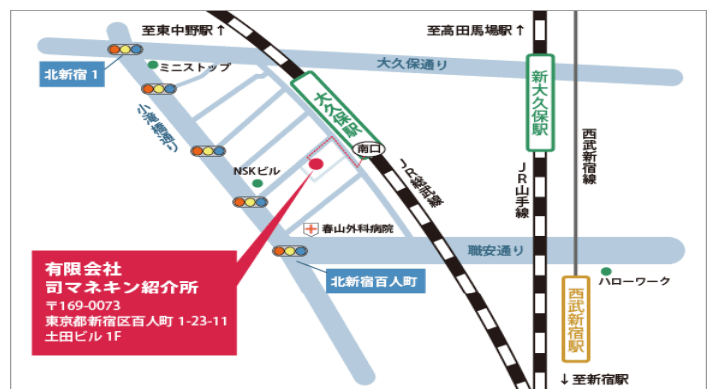 至東中野駅↑
至高田馬場駅↑
北新宿 1
ミニストップ
大久保通り
大久保駅
新大久保駅
小滝橋通り
南口
西武新宿線
NSKビル
JR総武線
JR山手線
春山外科病院
職安通り
有限会社
司マネキン紹介所
〒169-0073
東京都新宿区百人町 1-23-11
土田ビル 1F
北新宿百人町
ハローワーク
西武新宿駅
↓至新宿駅